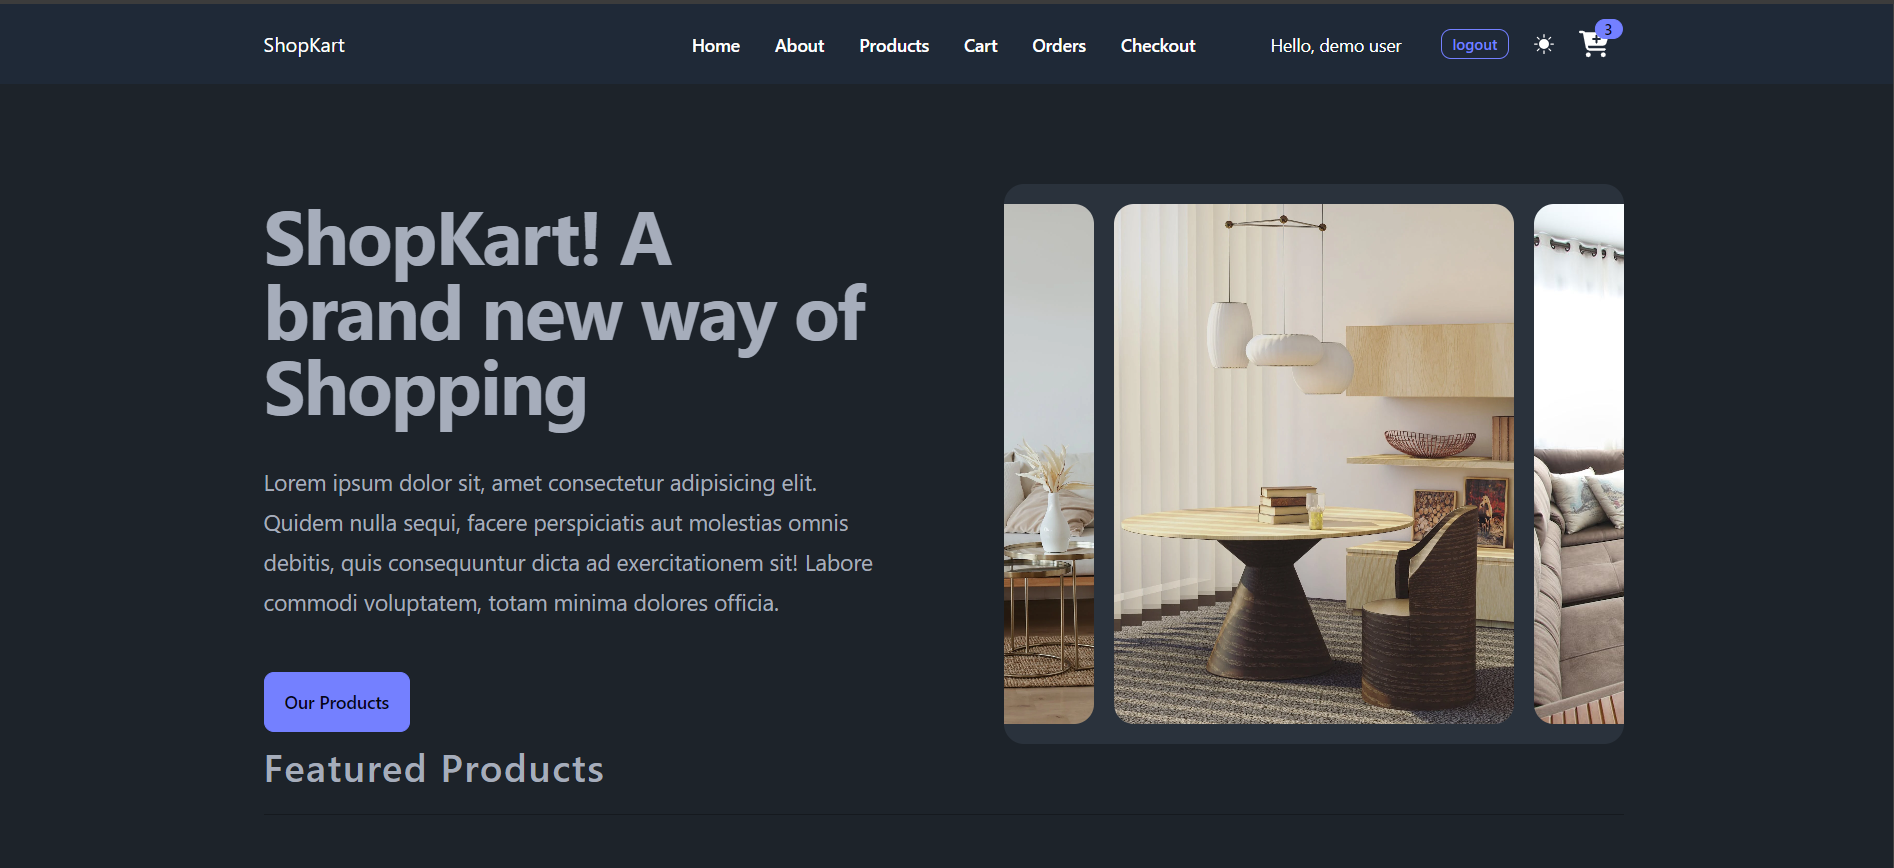 ShopKart
Home
About
Products
Cart
Orders
Checkout
Hello, demo user
logout
3
ShopKart! A
brand new way of
Shopping
Lorem ipsum dolor sit, amet consectetur adipisicing elit.
Quidem nulla sequi, facere perspiciatis aut molestias omnis
debitis, quis consequuntur dicta ad exercitationem sit! Labore
commodi voluptatem, totam minima dolores officia.
Our Products
Featured Products